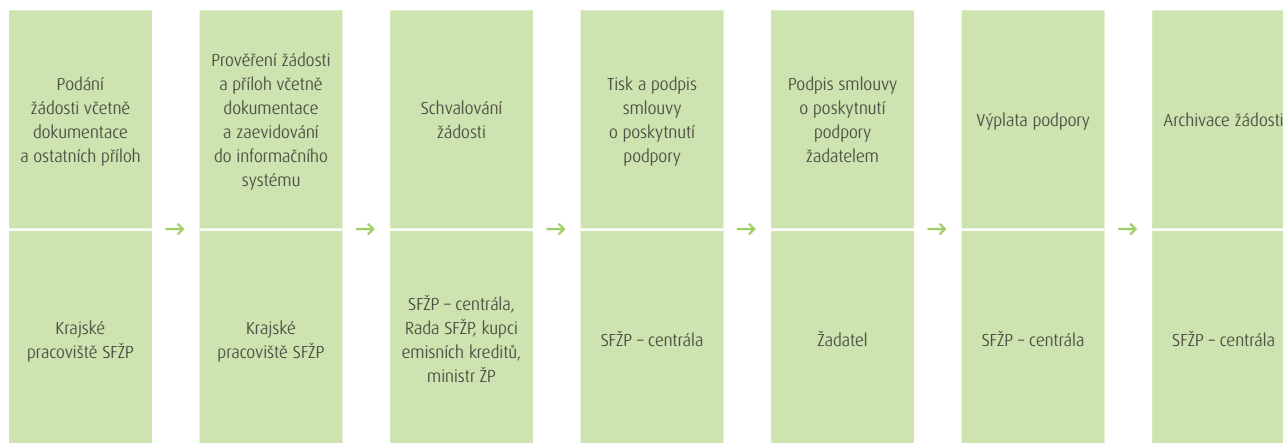 Podání
žádosti včetně
dokumentace
a ostatních příloh
Prověření žádosti
a příloh včetně
dokumentace
a zaevidování
do informačního
systému
Schvalování
žádosti
Tisk a podpis
smlouvy
o poskytnutí
podpory
Podpis smlouvy
o poskytnutí
podpory
žadatelem
Výplata podpory
Archivace žádosti
→ → → → → →
Krajské
pracoviště SFŽP
Krajské
pracoviště SFŽP
SFŽP – centrála,
Rada SFŽP, kupci
emisních kreditů,
ministr ŽP
SFŽP – centrála
Žadatel
SFŽP – centrála
SFŽP – centrála